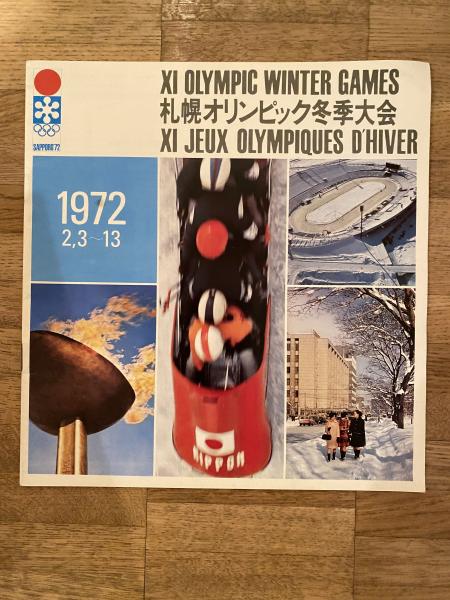 XI OLYMPIC WINTER GAMES
札幌オリンピック冬季大会
XI JEUX OLYMPIQUES D'HIVER
SAPPORO'72
1972
2,3~13
NIPPON